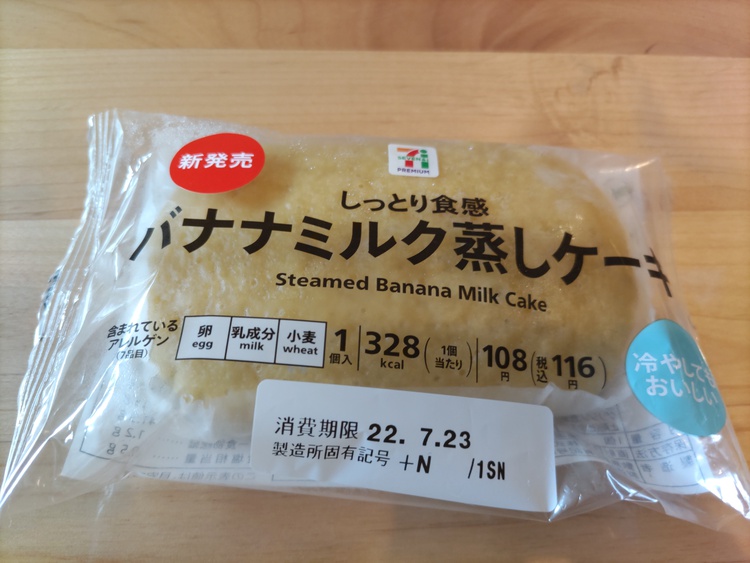 新発売
7i
SEVEN & i
PREMIUM
しっとり食感
バナナミルク蒸しケーキ
Steamed Banana Milk Cake
含まれている
アレルゲン
(7品目)
卵
egg
乳成分
milk
小麦
wheat
1
個入
328
kcal
(1個
当たり)
108
円
(税
込
116
円)
冷やしても
おいしい
消費期限 22. 7.23
製造所固有記号 +N /1SN